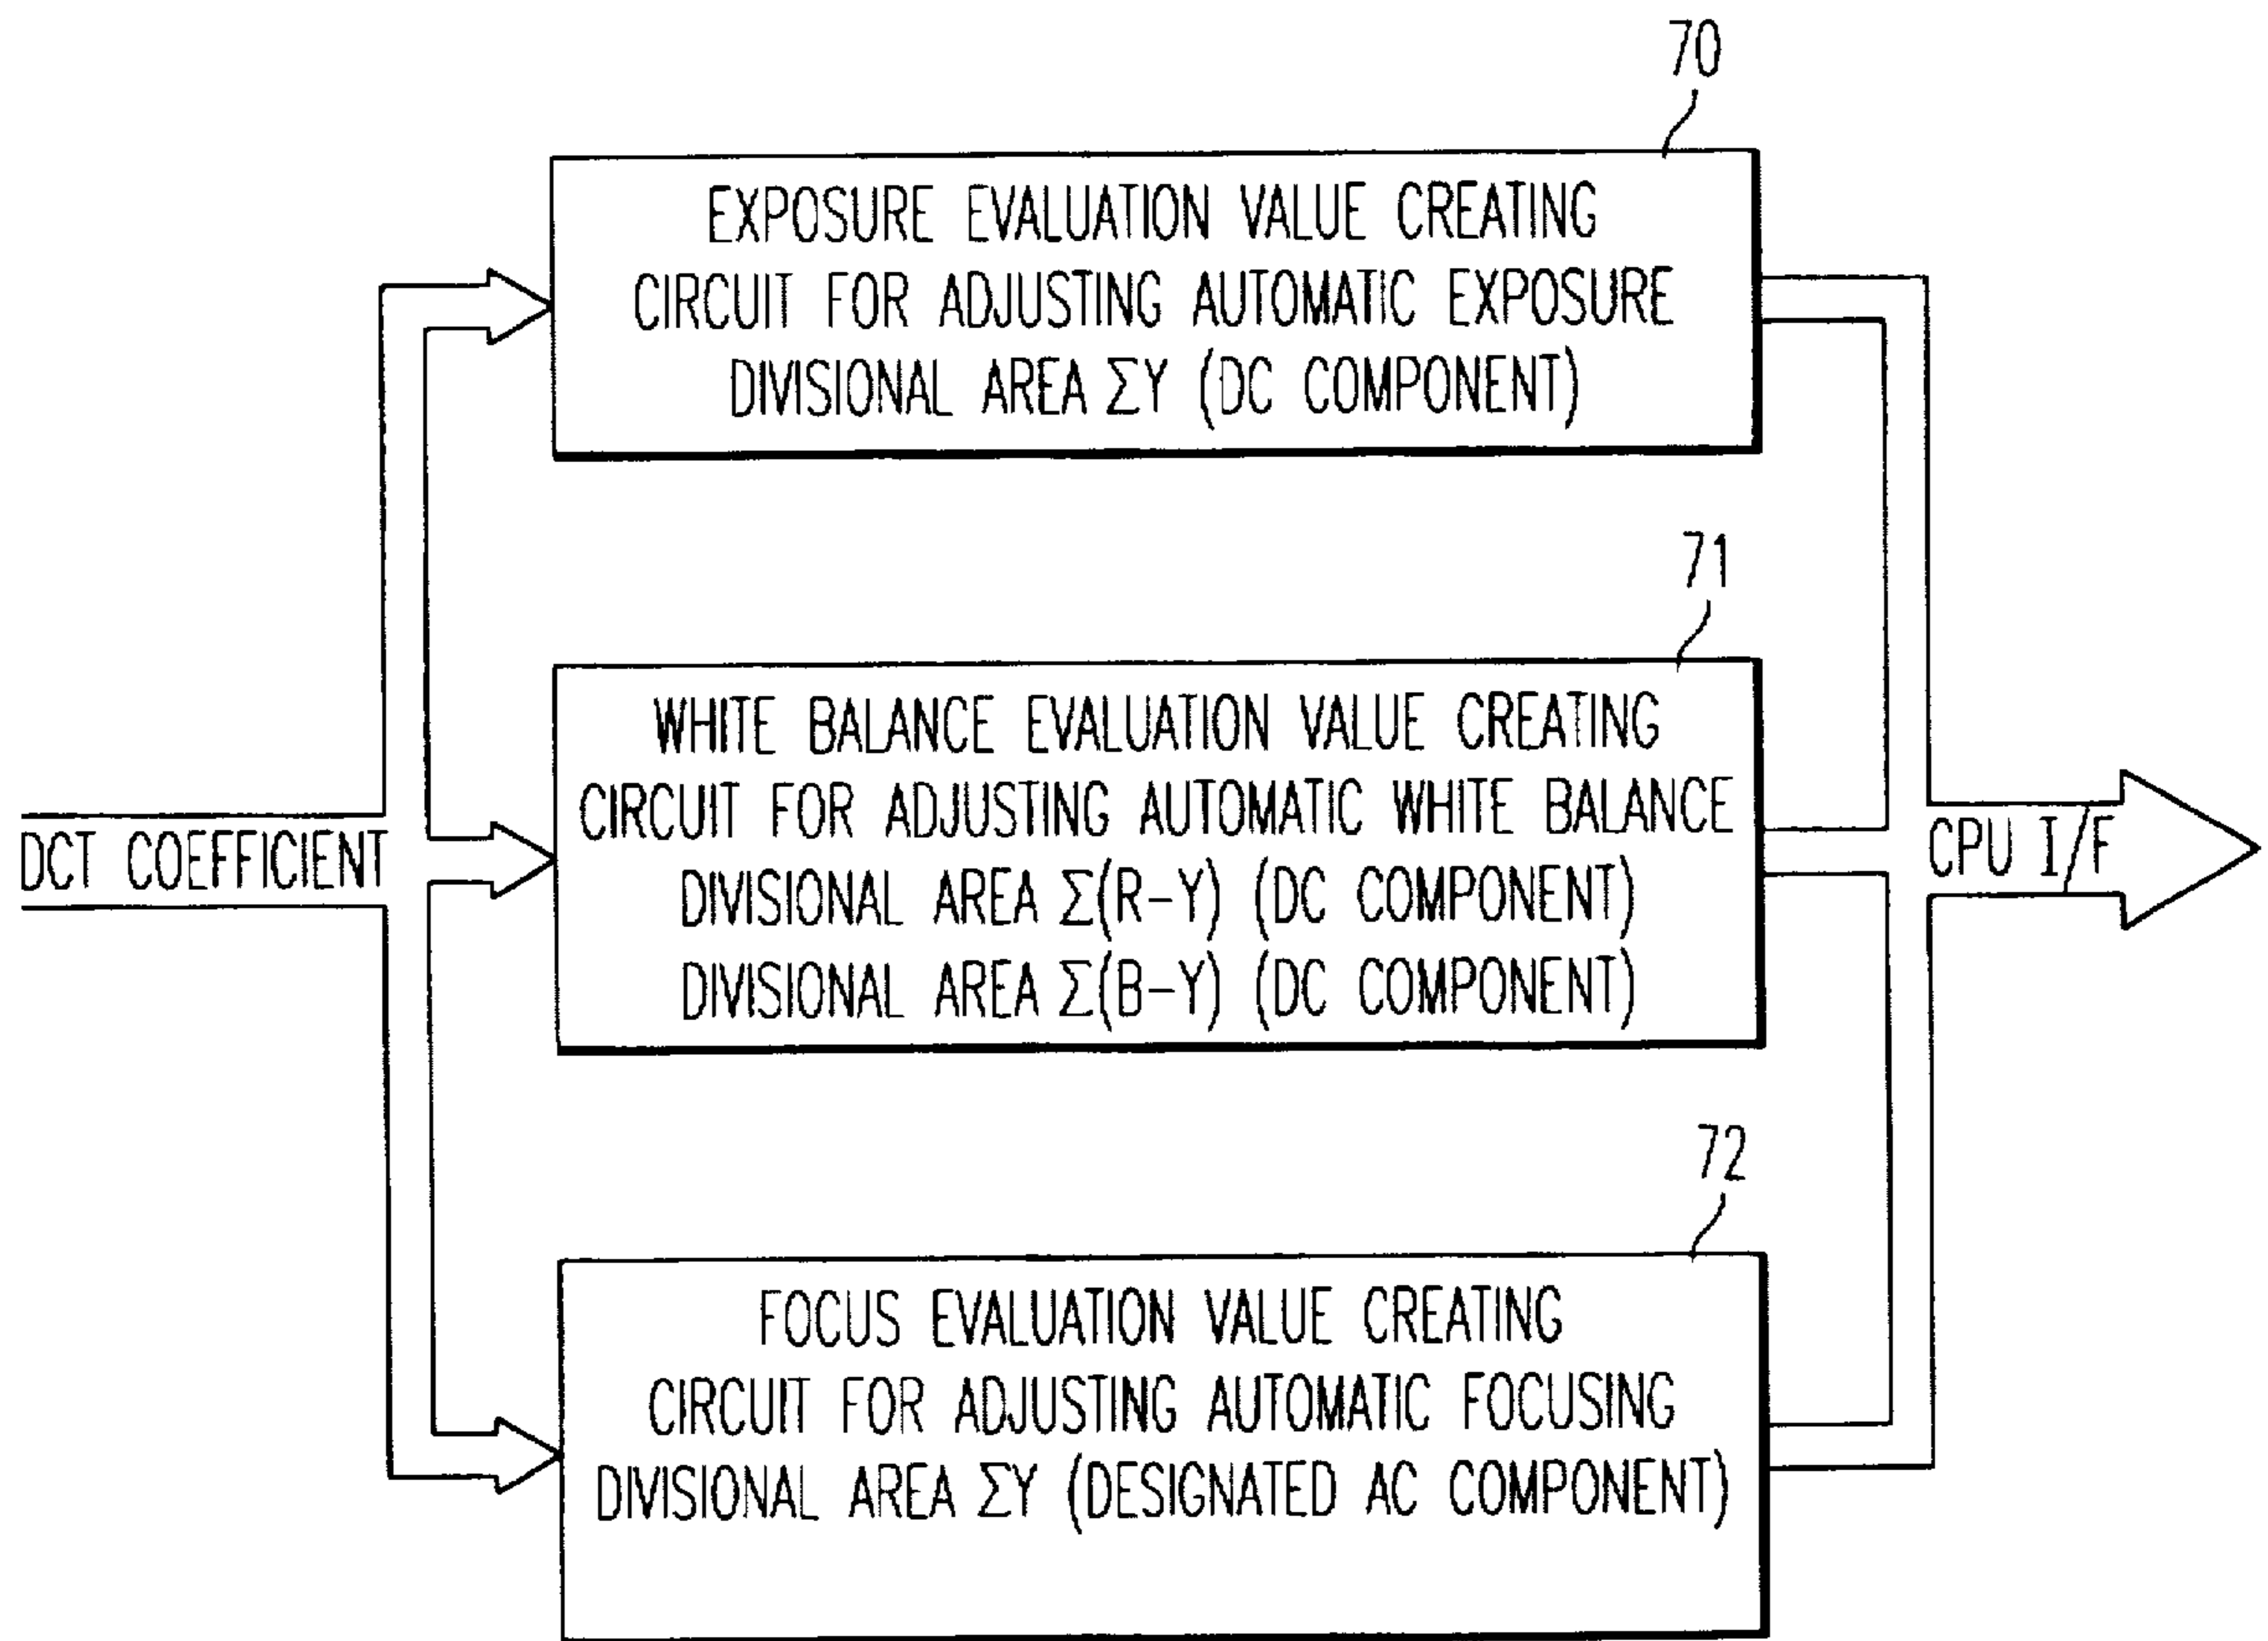 70
EXPOSURE EVALUATION VALUE CREATING
CIRCUIT FOR ADJUSTING AUTOMATIC EXPOSURE
DIVISIONAL AREA ΣY (DC COMPONENT)
71
WHITE BALANCE EVALUATION VALUE CREATING
CIRCUIT FOR ADJUSTING AUTOMATIC WHITE BALANCE
DIVISIONAL AREA Σ(R-Y) (DC COMPONENT)
DIVISIONAL AREA Σ(B-Y) (DC COMPONENT)
DCT COEFFICIENT
CPU I/F
72
FOCUS EVALUATION VALUE CREATING
CIRCUIT FOR ADJUSTING AUTOMATIC FOCUSING
DIVISIONAL AREA ΣY (DESIGNATED AC COMPONENT)